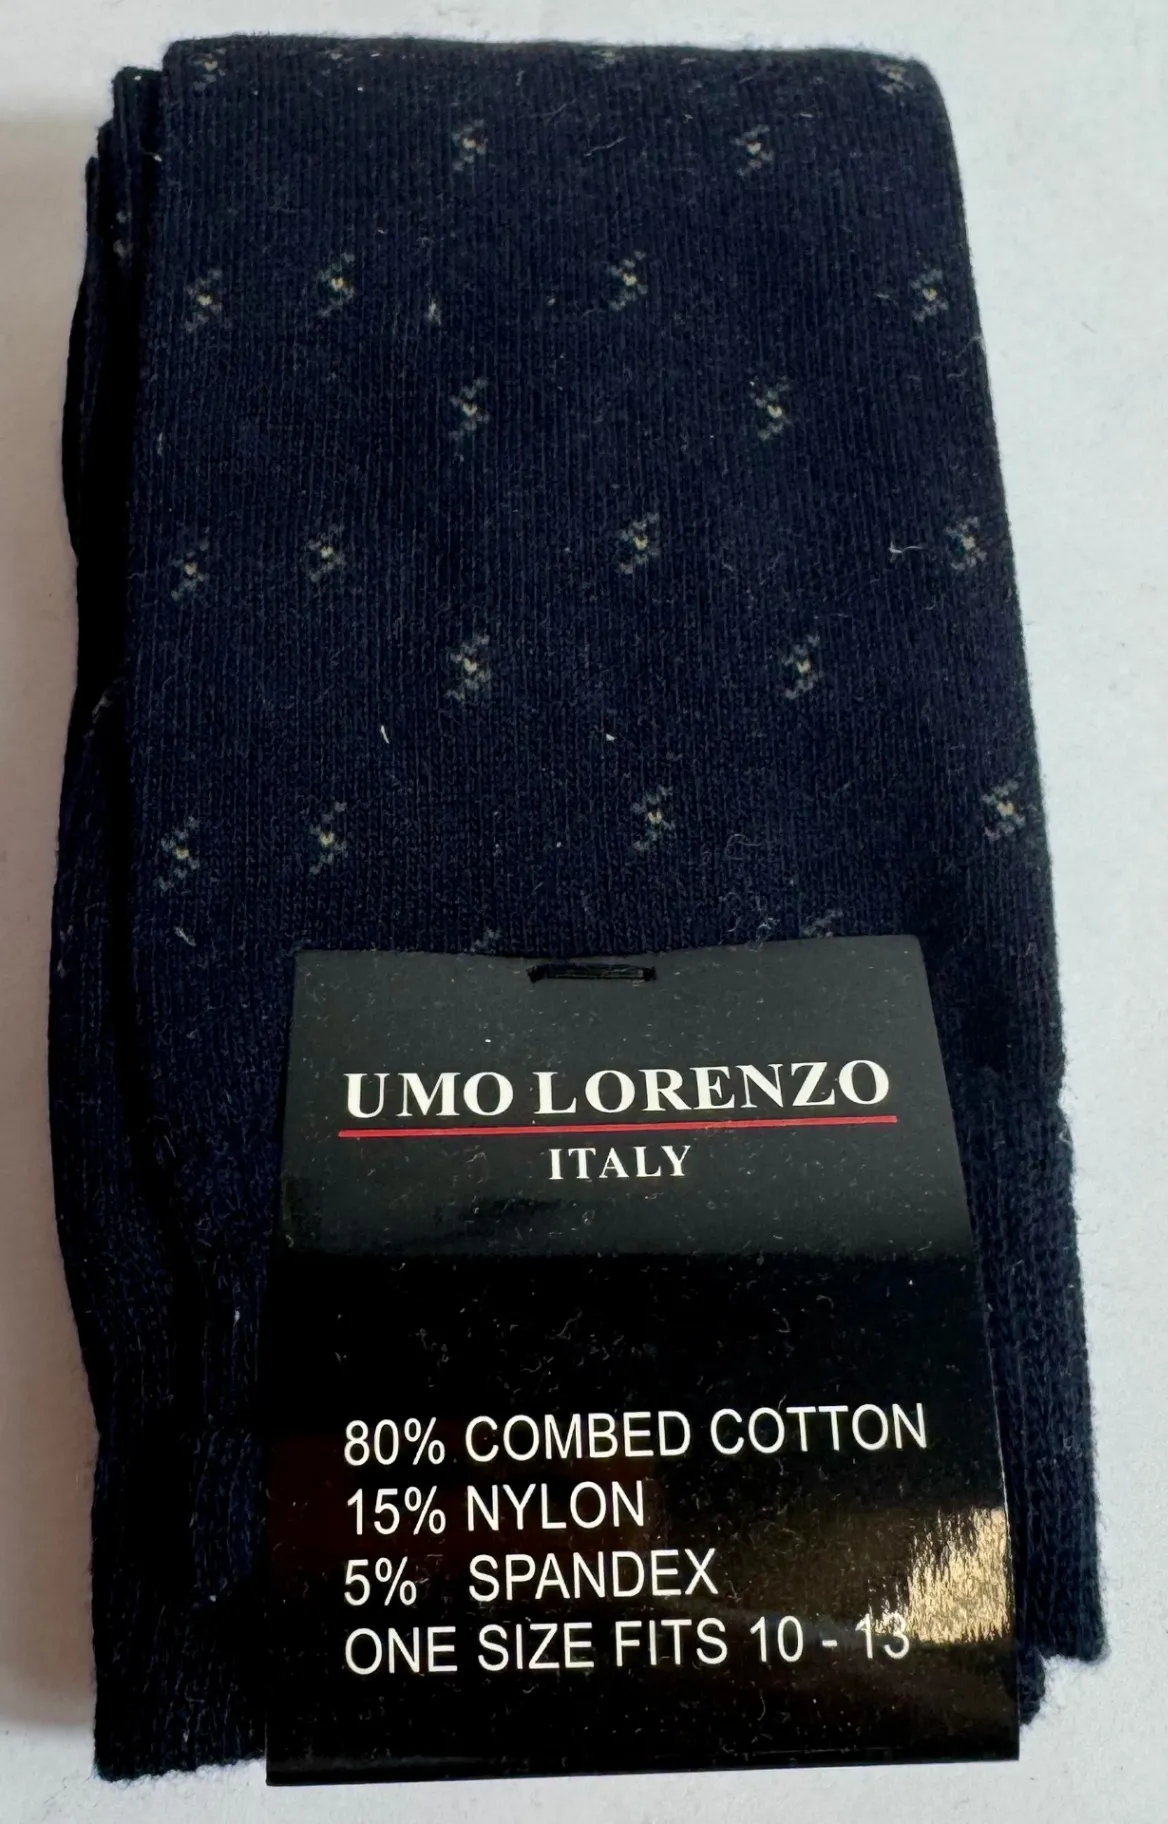 UMO LORENZO
ITALY
80% COMBED COTTON
15% NYLON
5% SPANDEX
ONE SIZE FITS 10 - 13